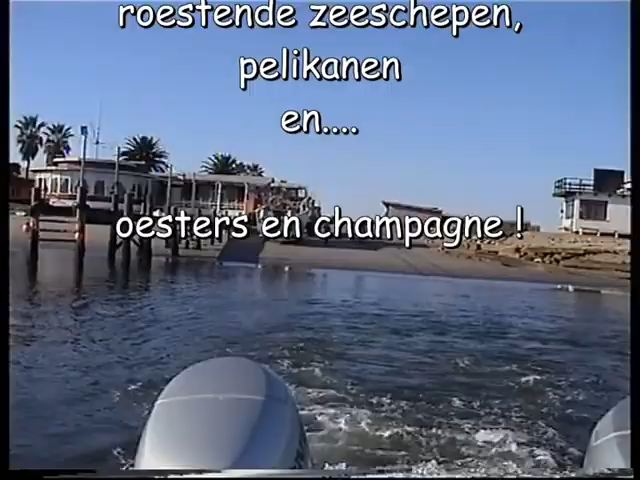 roestende zeeschepen,
pelikanen
en....
oesters en champagne !